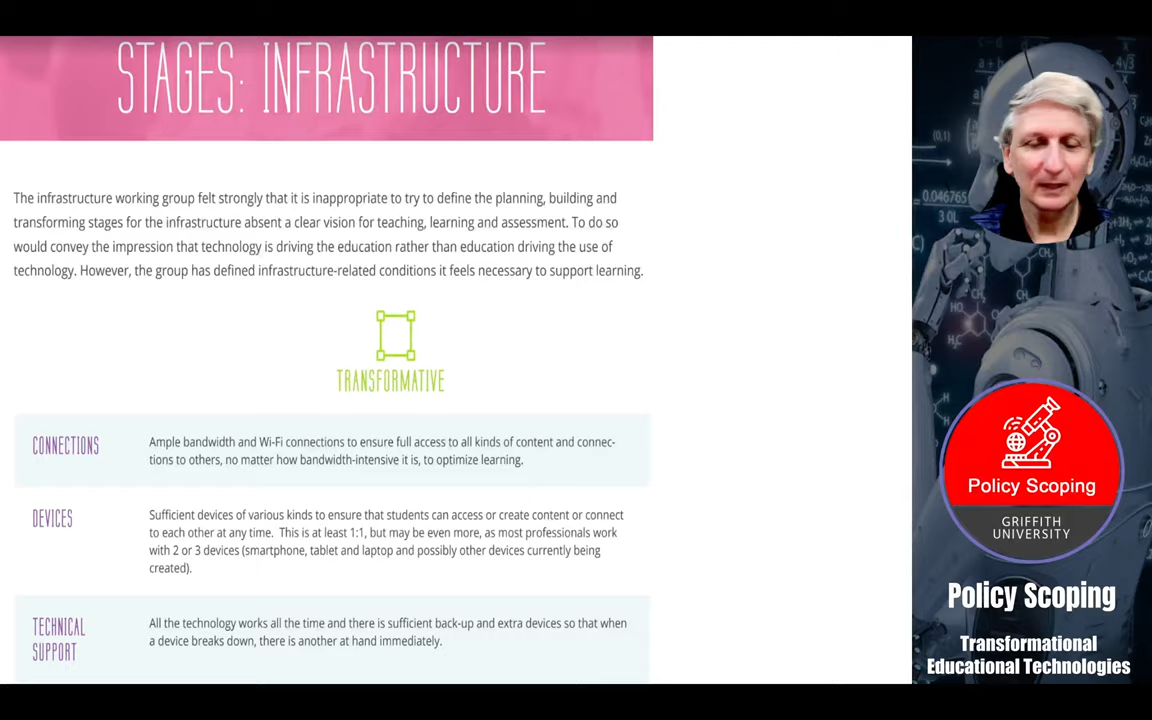 STAGES: INFRASTRUCTURE
The infrastructure working group felt strongly that it is inappropriate to try to define the planning, building and
transforming stages for the infrastructure absent a clear vision for teaching, learning and assessment. To do so
would convey the impression that technology is driving the education rather than education driving the use of
technology. However, the group has defined infrastructure-related conditions it feels necessary to support learning.
TRANSFORMATIVE
CONNECTIONS
Ample bandwidth and Wi-Fi connections to ensure full access to all kinds of content and connec-
tions to others, no matter how bandwidth-intensive it is, to optimize learning.
DEVICES
Sufficient devices of various kinds to ensure that students can access or create content or connect
to each other at any time. This is at least 1:1, but may be even more, as most professionals work
with 2 or 3 devices (smartphone, tablet and laptop and possibly other devices currently being
created).
TECHNICAL
SUPPORT
All the technology works all the time and there is sufficient back-up and extra devices so that when
a device breaks down, there is another at hand immediately.
0.046765
3 0L
(0,1)
Policy Scoping
GRIFFITH
UNIVERSITY
Policy Scoping
Transformational
Educational Technologies